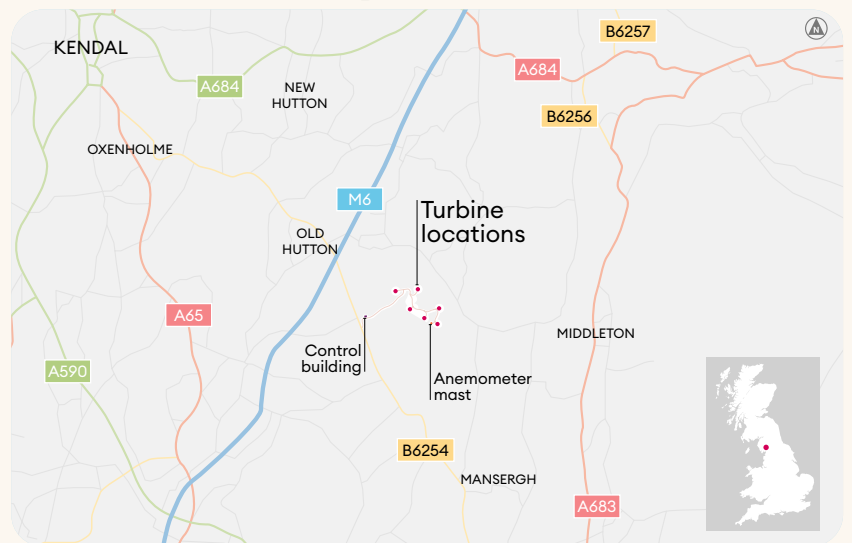 B6257
N
KENDAL
A684
A684
NEW
HUTTON
B6256
OXENHOLME
M6
Turbine
locations
OLD
HUTTON
A65
MIDDLETON
Control
building
A590
Anemometer
mast
B6254
MANSERGH
A683